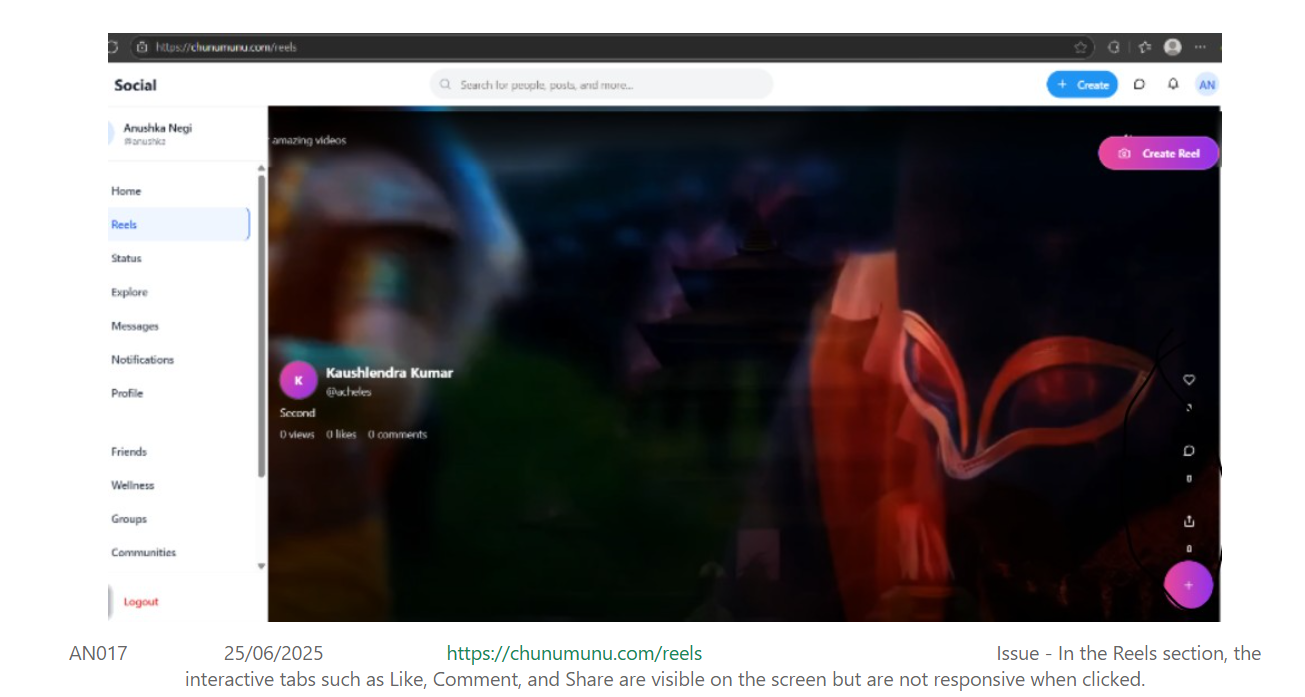 https://chunumunu.com/reels
Social
Search for people, posts, and more...
+ Create
AN
Anushka Negi
@anushka
amazing videos
Create Reel
Home
Reels
Status
Explore
Messages
Notifications
Profile
Friends
Wellness
Groups
Communities
Logout
K
Kaushlendra Kumar
@acheles
Second
0 views 0 likes 0 comments
0
0
+
AN017 25/06/2025 https://chunumunu.com/reels Issue - In the Reels section, the
interactive tabs such as Like, Comment, and Share are visible on the screen but are not responsive when clicked.